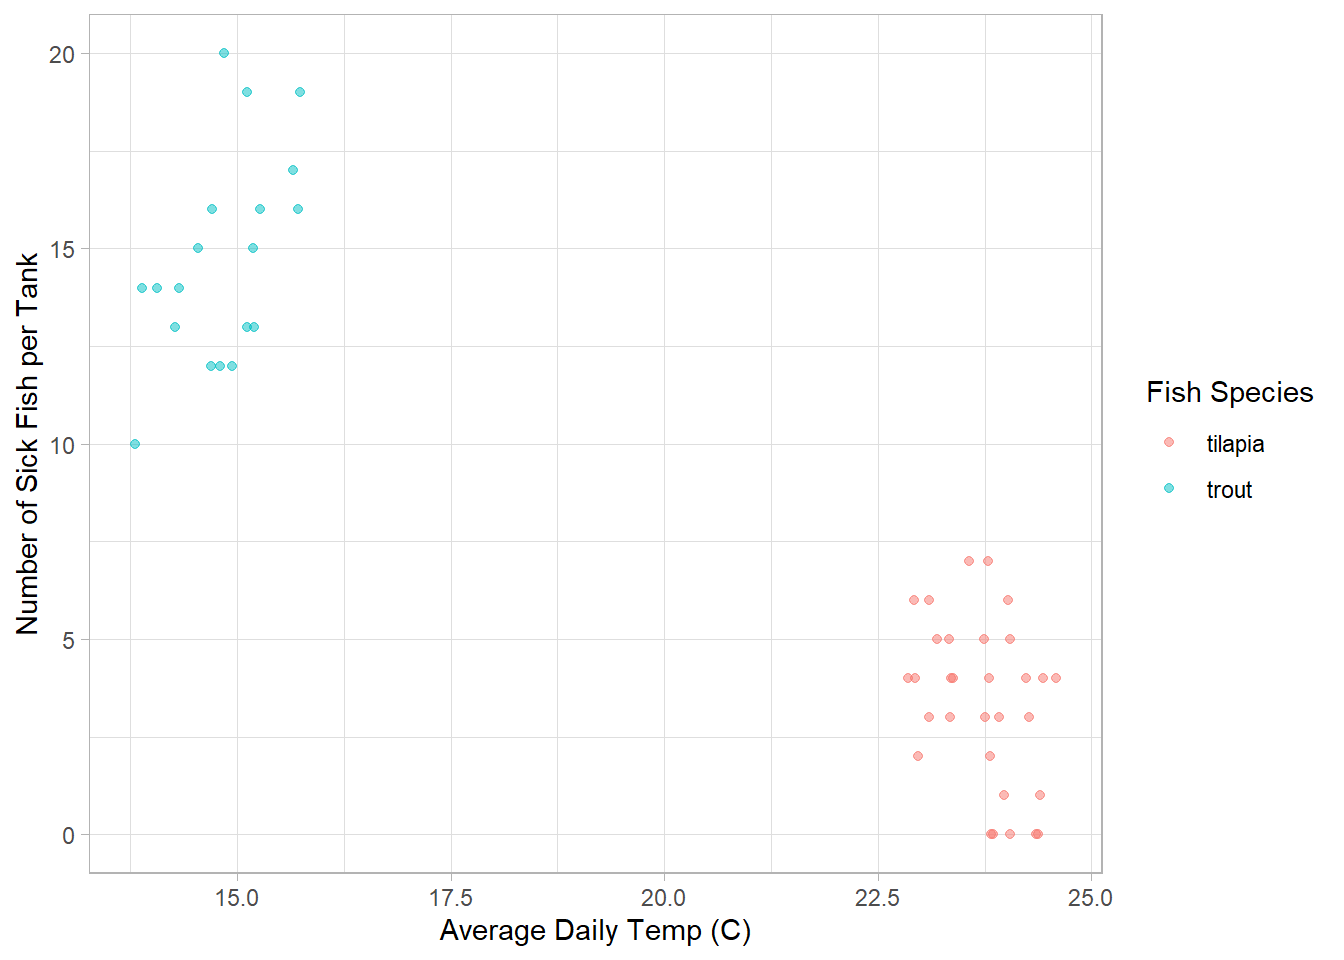 20
15
10
5
0
Number of Sick Fish per Tank
15.0 17.5 20.0 22.5 25.0
Average Daily Temp (C)
Fish Species
tilapia
trout